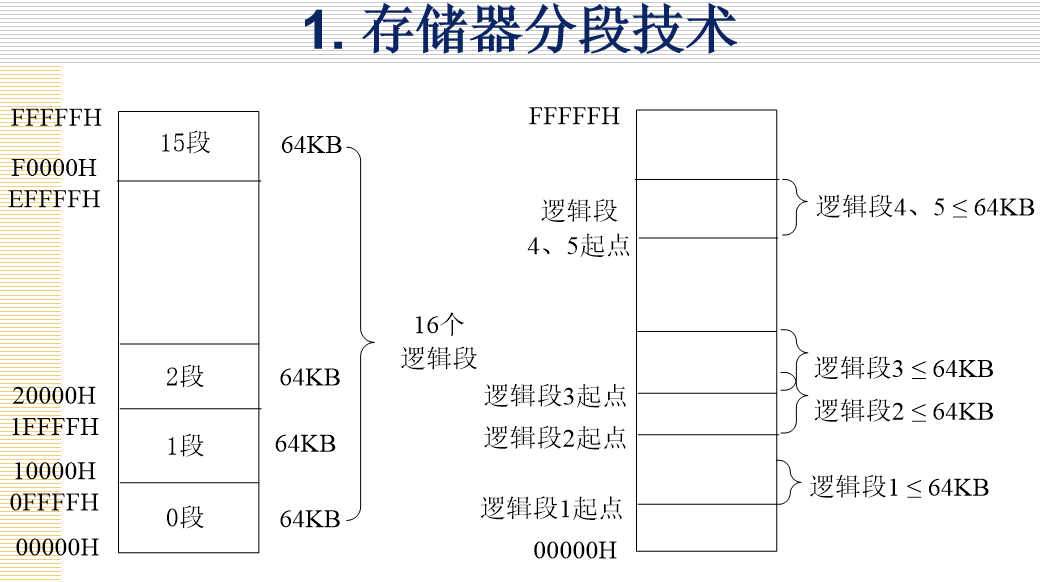 1. 存储器分段技术
FFFFFH
15段
64KB
F0000H
EFFFFH
16个
逻辑段
2段
64KB
20000H
1FFFFH
1段
64KB
10000H
0FFFFH
0段
64KB
00000H
FFFFFH
逻辑段
4、5起点
逻辑段4、5 ≤ 64KB
逻辑段3 ≤ 64KB
逻辑段3起点
逻辑段2 ≤ 64KB
逻辑段2起点
逻辑段1 ≤ 64KB
逻辑段1起点
00000H